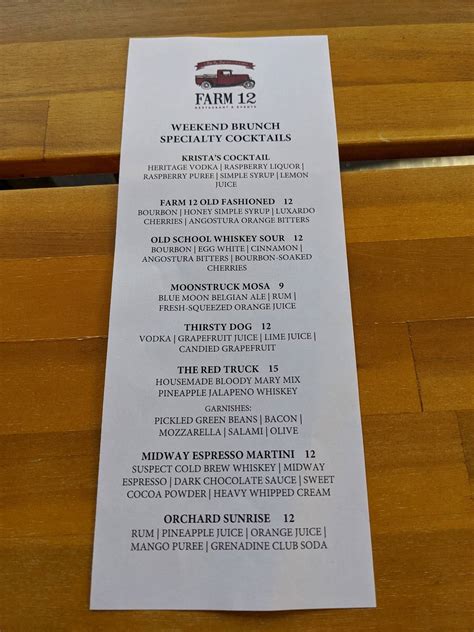 FARM 12
RESTAURANT & EVENTS
WEEKEND BRUNCH
SPECIALTY COCKTAILS
KRISTA'S COCKTAIL
HERITAGE VODKA | RASPBERRY LIQUOR |
RASPBERRY PUREE | SIMPLE SYRUP | LEMON
JUICE
FARM 12 OLD FASHIONED 12
BOURBON | HONEY SIMPLE SYRUP | LUXARDO
CHERRIES | ANGOSTURA ORANGE BITTERS
OLD SCHOOL WHISKEY SOUR 12
BOURBON | EGG WHITE | CINNAMON |
ANGOSTURA BITTERS | BOURBON-SOAKED
CHERRIES
MOONSTRUCK MOSA 9
BLUE MOON BELGIAN ALE | RUM |
FRESH-SQUEEZED ORANGE JUICE
THIRSTY DOG 12
VODKA | GRAPEFRUIT JUICE | LIME JUICE |
CANDIED GRAPEFRUIT
THE RED TRUCK 15
HOUSEMADE BLOODY MARY MIX
PINEAPPLE JALAPENO WHISKEY
GARNISHES:
PICKLED GREEN BEANS | BACON |
MOZZARELLA | SALAMI | OLIVE
MIDWAY ESPRESSO MARTINI 12
SUSPECT COLD BREW WHISKEY | MIDWAY
ESPRESSO | DARK CHOCOLATE SAUCE | SWEET
COCOA POWDER | HEAVY WHIPPED CREAM
ORCHARD SUNRISE 12
RUM | PINEAPPLE JUICE | ORANGE JUICE |
MANGO PUREE | GRENADINE CLUB SODA